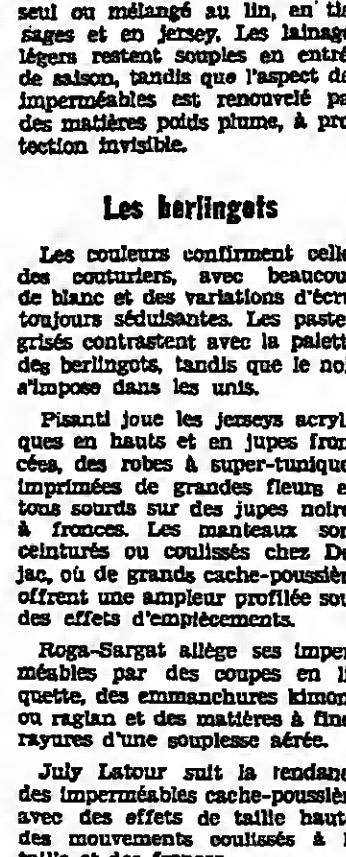 seul ou mélangé au lin, en tis
sages et en jersey. Les lainage
légers restent souples en entré
de saison, tandis que l'aspect de
imperméables est renouvelé pa
des matières poids plume, à pro
tection invisible.
Les berlingots
Les couleurs confirment celle
des couturiers, avec beaucou
de blanc et des variations d'écru
toujours séduisantes. Les paste
grisés contrastent avec la palett
des berlingots, tandis que le noi
s'impose dans les unis.
Pisanti joue les jerseys acryl
ques en hauts et en jupes fron
cées, des robes à super-tunique
imprimées de grandes fleurs e
tons sourds sur des jupes noire
à fronces. Les manteaux son
ceinturés ou coulissés chez De
jac, où de grands cache-poussièr
offrent une ampleur profilée sou
des effets d'empiècements.
Roga-Sargat allège ses imper
méables par des coupes en li
quette, des emmanchures kimon
ou raglan et des matières à fine
rayures d'une souplesse aérée.
July Latour suit la tendanc
des imperméables cache-poussièr
avec des effets de taille haut
des mouvements coulissés à l
taille et des fronces